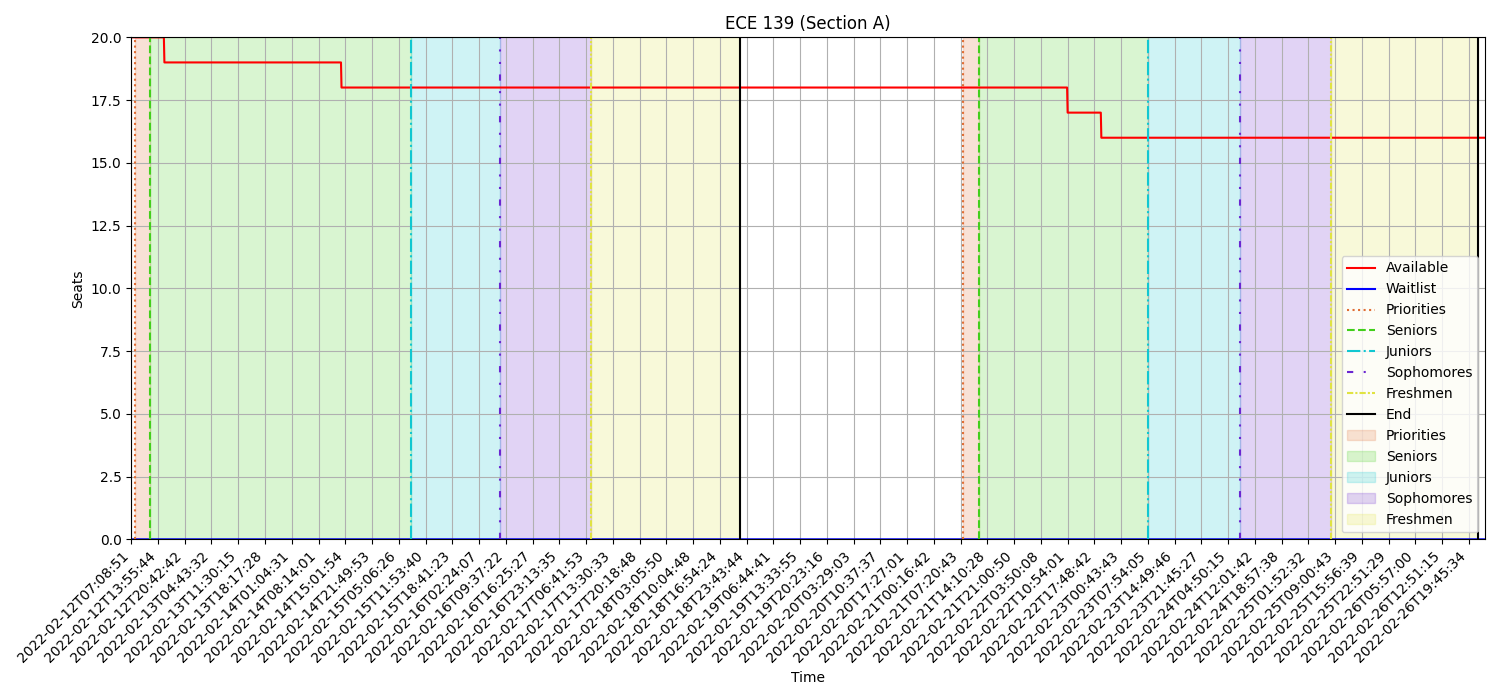 ECE 139 (Section A)
20.0
17.5
15.0
12.5
10.0
7.5
5.0
2.5
0.0
Seats
Available
Waitlist
Priorities
Seniors
Juniors
Sophomores
Freshmen
End
Priorities
Seniors
Juniors
Sophomores
Freshmen
2022-02-12T07:08:51
2022-02-12T13:55:44
2022-02-12T20:42:42
2022-02-13T04:43:32
2022-02-13T11:30:15
2022-02-13T18:17:28
2022-02-14T01:04:31
2022-02-14T08:14:01
2022-02-14T15:01:54
2022-02-14T21:49:53
2022-02-15T05:06:26
2022-02-15T11:53:40
2022-02-15T18:41:23
2022-02-16T02:24:07
2022-02-16T09:37:22
2022-02-16T16:25:27
2022-02-16T23:13:35
2022-02-17T06:41:53
2022-02-17T13:30:33
2022-02-17T20:18:48
2022-02-18T03:05:50
2022-02-18T10:04:48
2022-02-18T16:54:24
2022-02-18T23:43:44
2022-02-19T06:44:41
2022-02-19T13:33:55
2022-02-19T20:23:16
2022-02-20T03:29:03
2022-02-20T10:37:37
2022-02-20T17:27:01
2022-02-21T00:16:42
2022-02-21T07:20:43
2022-02-21T14:10:28
2022-02-21T21:00:50
2022-02-22T03:50:08
2022-02-22T10:54:01
2022-02-22T17:48:42
2022-02-23T00:43:43
2022-02-23T07:54:05
2022-02-23T14:49:46
2022-02-23T21:45:27
2022-02-24T04:50:15
2022-02-24T12:01:42
2022-02-24T18:57:38
2022-02-25T01:52:32
2022-02-25T09:00:43
2022-02-25T15:56:39
2022-02-25T22:51:29
2022-02-26T05:57:00
2022-02-26T12:51:15
2022-02-26T19:45:34
Time